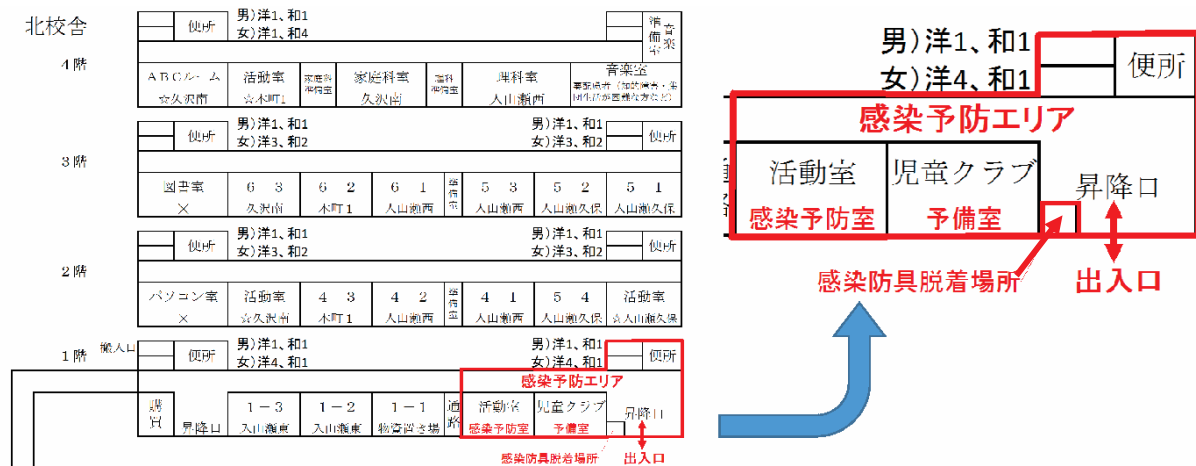 北校舎
4階
便所
男)洋1、和1
女)洋1、和4
準備室
音楽
ABCルーム
活動室
家庭科準備室
家庭科室
理科準備室
理科室
音楽室
☆久沢南
☆本町1
久沢南
入山瀬西
3階
便所
男)洋1、和1
女)洋3、和2
男)洋1、和1
女)洋3、和2
便所
図書室
6 3
6 2
6 1
準備室
5 3
5 2
5 1
×
久沢南
本町1
入山瀬西
入山瀬西
入山瀬久保
入山瀬久保
2階
便所
男)洋1、和1
女)洋3、和2
男)洋1、和1
女)洋3、和2
便所
パソコン室
活動室
4 3
4 2
準備室
4 1
5 4
活動室
×
☆久沢南
本町1
入山瀬西
入山瀬西
入山瀬久保
☆入山瀬久保
1階
搬入口
便所
男)洋1、和1
女)洋4、和1
男)洋1、和1
女)洋4、和1
便所
感染予防エリア
購買
昇降口
1-3
1-2
1-1
通路
活動室
児童クラブ
昇降口
入山瀬東
入山瀬東
物資置き場
感染予防室
予備室
感染防具脱着場所
出入口
男)洋1、和1
女)洋4、和1
便所
感染予防エリア
活動室
児童クラブ
昇降口
感染予防室
予備室
感染防具脱着場所
出入口